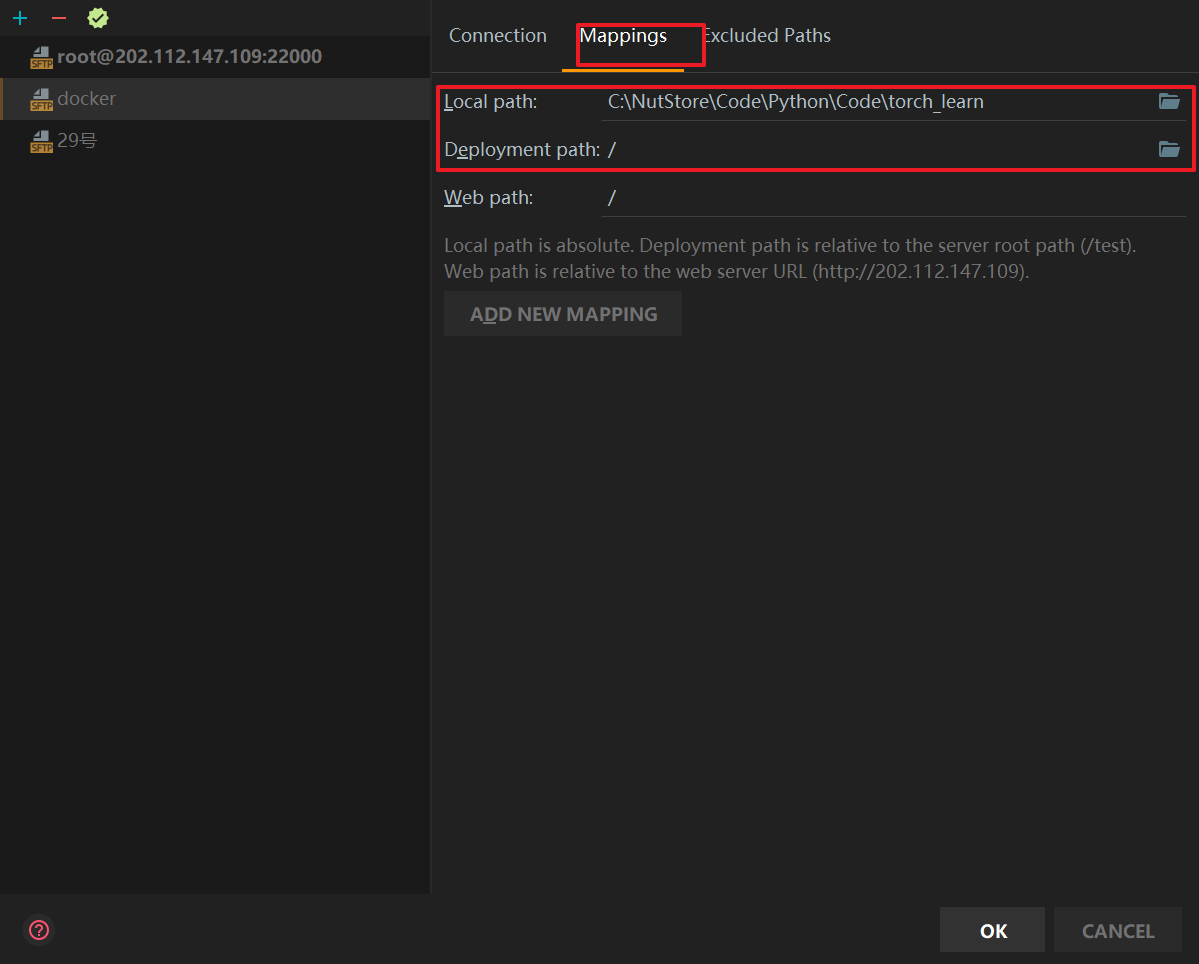 Connection Mappings Excluded Paths
SFTP root@202.112.147.109:22000
SFTP docker
SFTP 29号
Local path: C:\NutStore\Code\Python\Code\torch_learn
Deployment path: /
Web path: /
Local path is absolute. Deployment path is relative to the server root path (/test).
Web path is relative to the web server URL (http://202.112.147.109).
ADD NEW MAPPING
?
OK CANCEL